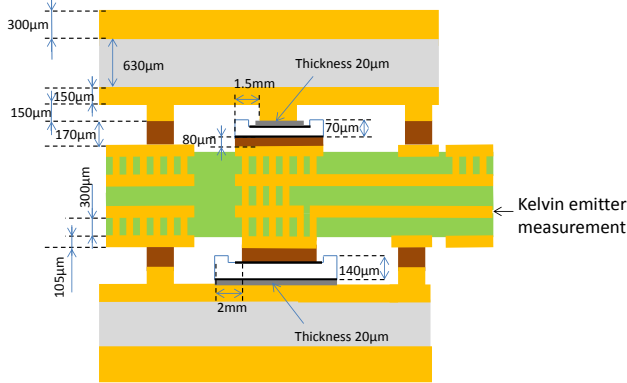 300µm
630µm
Thickness 20µm
1.5mm
150µm
150µm
170µm
70µm
80µm
300µm
Kelvin emitter
measurement
105µm
140µm
2mm
Thickness 20µm